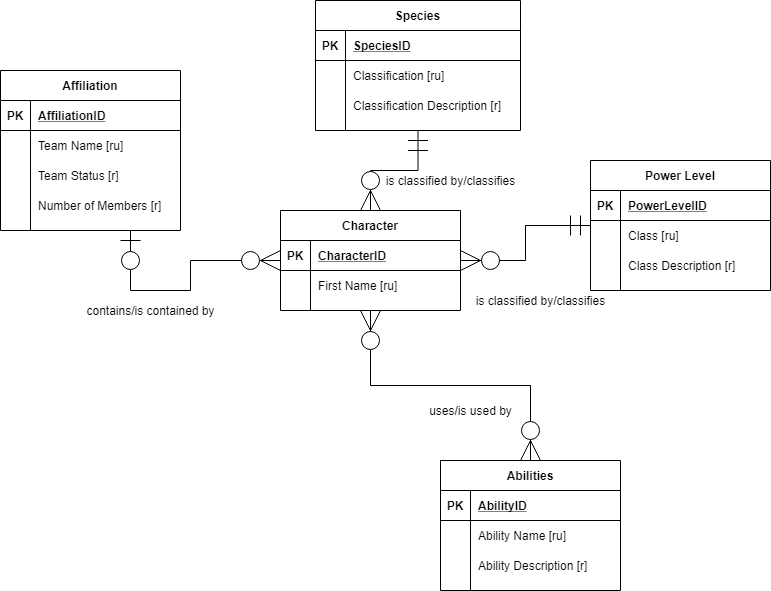 Species
PK SpeciesID
Classification [ru]
Classification Description [r]
Affiliation
PK AffiliationID
Team Name [ru]
Team Status [r]
Number of Members [r]
is classified by/classifies
Power Level
PK PowerLevelID
Class [ru]
Class Description [r]
Character
PK CharacterID
First Name [ru]
contains/is contained by
is classified by/classifies
uses/is used by
Abilities
PK AbilityID
Ability Name [ru]
Ability Description [r]